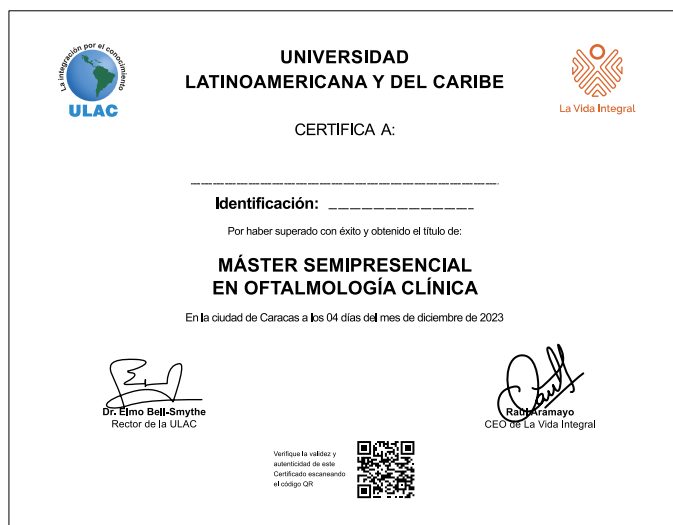 La integración por el conocimiento
ULAC
UNIVERSIDAD
LATINOAMERICANA Y DEL CARIBE
La Vida Integral
CERTIFICA A:
Identificación:
Por haber superado con éxito y obtenido el título de:
MÁSTER SEMIPRESENCIAL
EN OFTALMOLOGÍA CLÍNICA
En la ciudad de Caracas a los 04 días del mes de diciembre de 2023
Dr. Elmo Bell-Smythe
Rector de la ULAC
Raúl Aramayo
CEO de La Vida Integral
Verifique la validez y
autenticidad de este
Certificado escaneando
el código QR